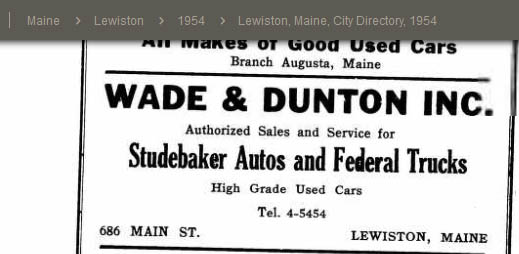 Maine > Lewiston > 1954 > Lewiston, Maine, City Directory, 1954
All Makes of Good Used Cars
Branch Augusta, Maine
WADE & DUNTON INC.
Authorized Sales and Service for
Studebaker Autos and Federal Trucks
High Grade Used Cars
Tel. 4-5454
686 MAIN ST. LEWISTON, MAINE